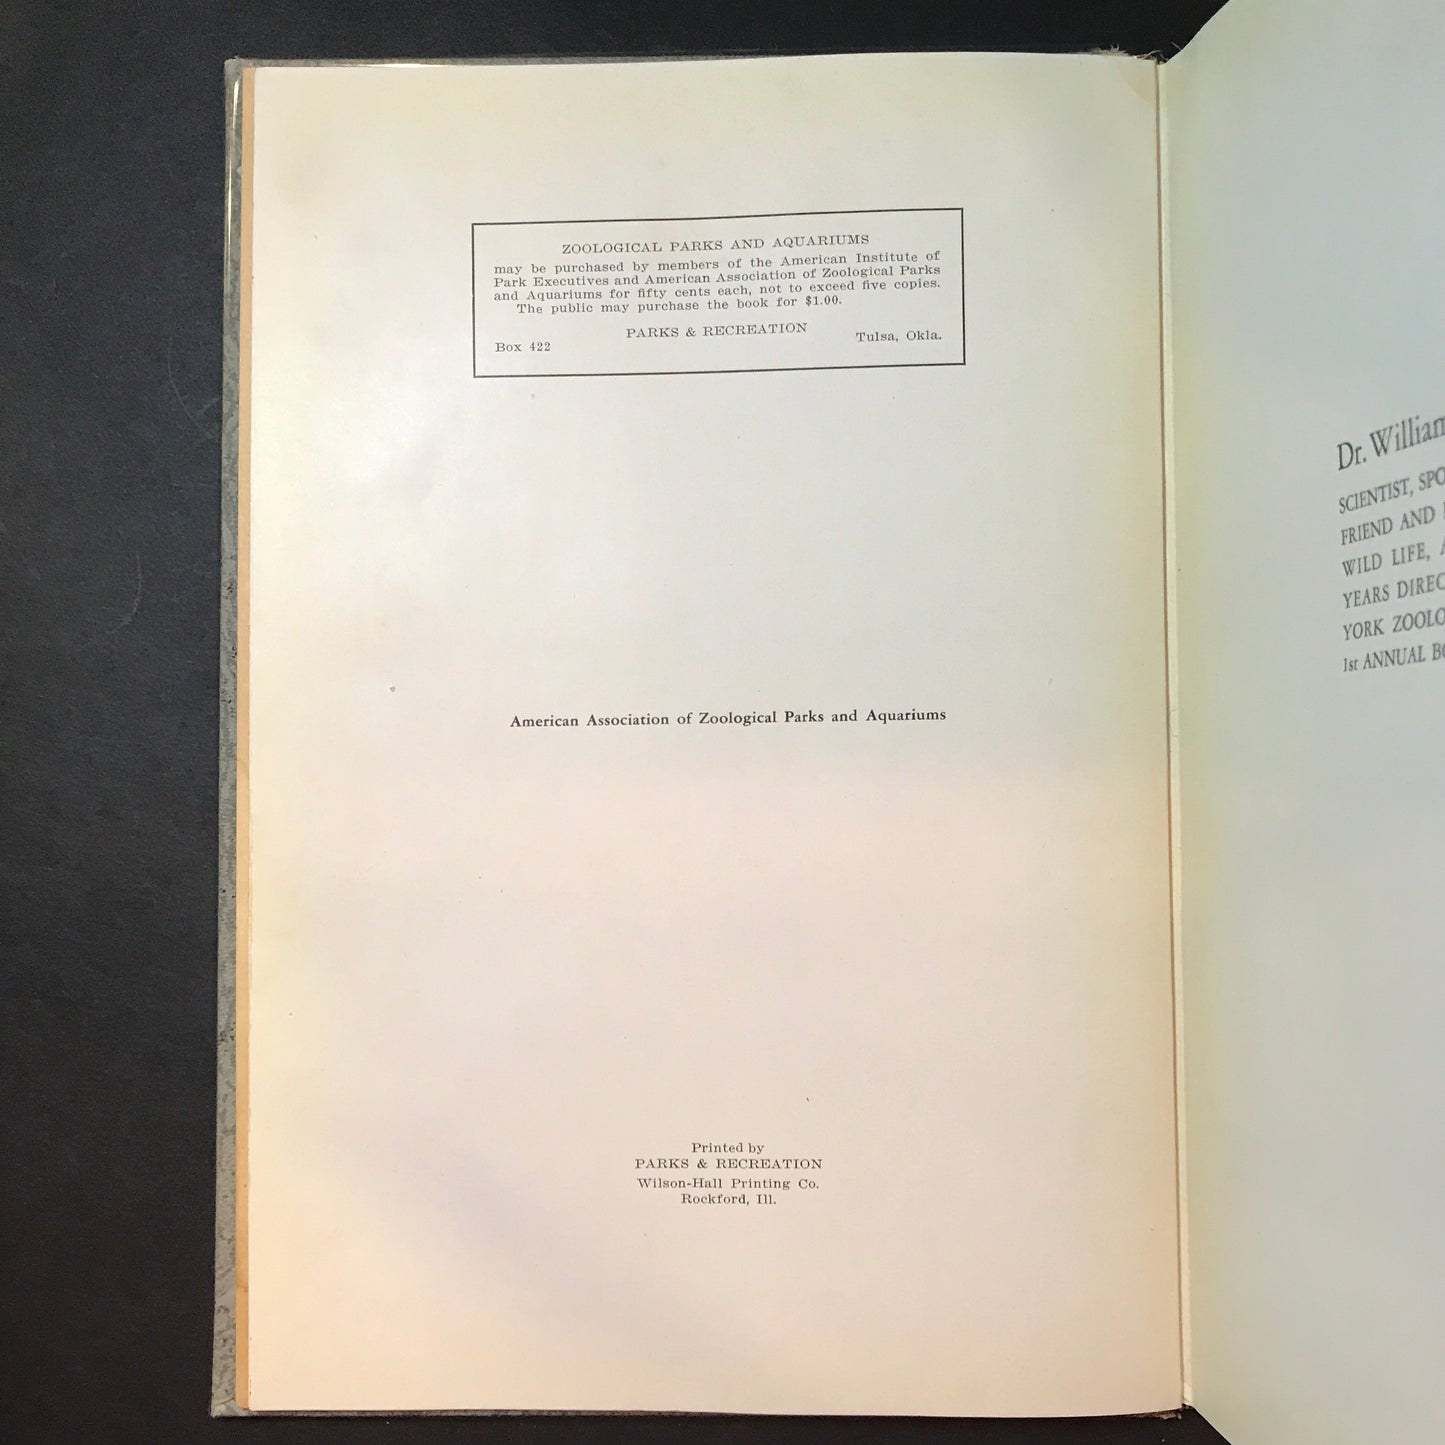 ZOOLOGICAL PARKS AND AQUARIUMS
may be purchased by members of the American Institute of
Park Executives and American Association of Zoological Parks
and Aquariums for fifty cents each, not to exceed five copies.
The public may purchase the book for $1.00.
PARKS & RECREATION
Box 422 Tulsa, Okla.
American Association of Zoological Parks and Aquariums
Printed by
PARKS & RECREATION
Wilson-Hall Printing Co.
Rockford, Ill.
Dr. William
SCIENTIST, SPO
FRIEND AND
WILD LIFE,
YEARS DIREC
YORK ZOOLO
1st ANNUAL BO